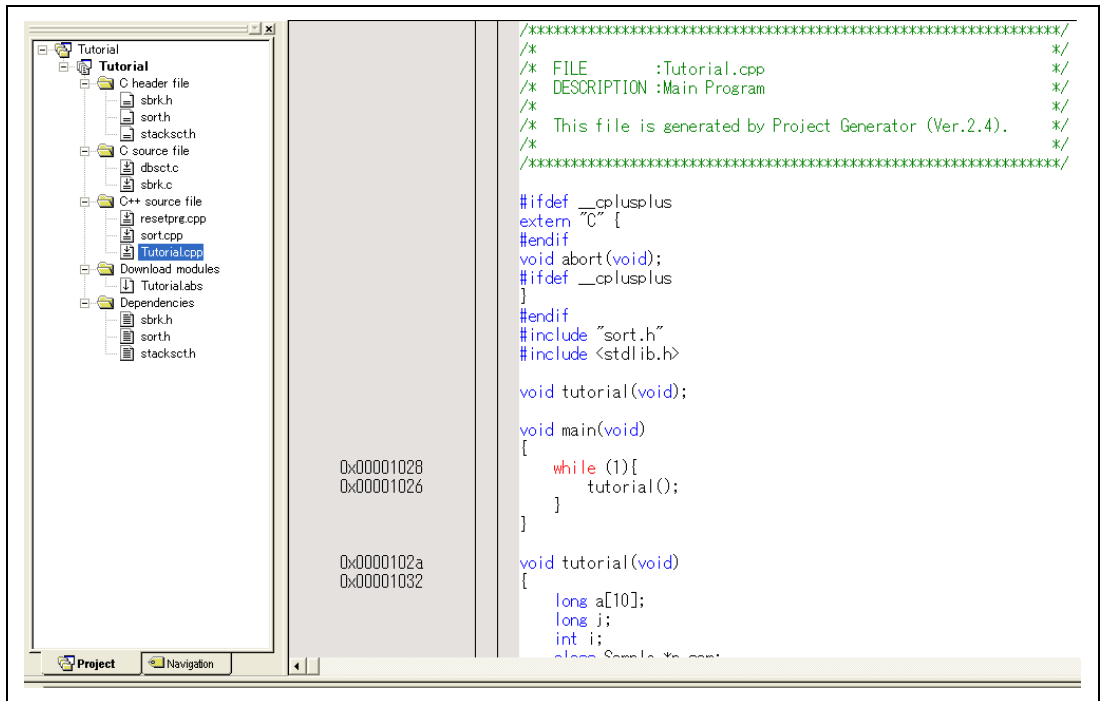 Tutorial
Tutorial
C header file
sbrk.h
sort.h
stacksct.h
C source file
dbsct.c
sbrk.c
C++ source file
resetprg.cpp
sort.cpp
Tutorial.cpp
Download modules
Tutorial.abs
Dependencies
sbrk.h
sort.h
stacksct.h
Project
Navigation
/***************************************************************/
/* */
/* FILE :Tutorial.cpp */
/* DESCRIPTION :Main Program */
/* */
/* This file is generated by Project Generator (Ver.2.4). */
/* */
/***************************************************************/
#ifdef __cplusplus
extern "C" {
#endif
void abort(void);
#ifdef __cplusplus
}
#endif
#include "sort.h"
#include <stdlib.h>
void tutorial(void);
void main(void)
{
0x00001028 while (1){
0x00001026 tutorial();
}
}
0x0000102a void tutorial(void)
0x00001032 {
long a[10];
long j;
int i;
class Sample *p_sam;